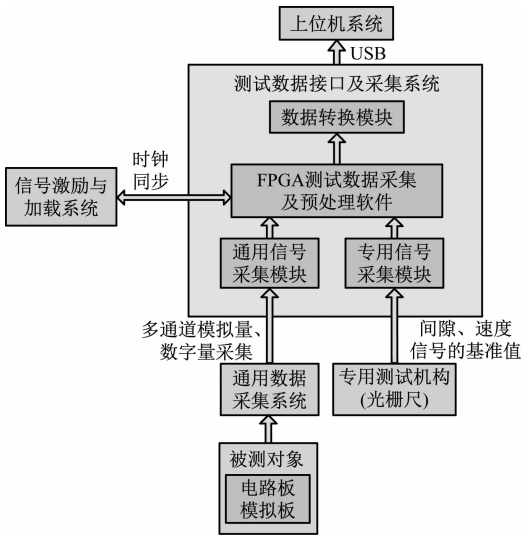 上位机系统
USB
测试数据接口及采集系统
数据转换模块
时钟
同步
信号激励与
加载系统
FPGA测试数据采集
及预处理软件
通用信号
采集模块
专用信号
采集模块
多通道模拟量、
数字量采集
间隙、速度
信号的基准值
通用数据
采集系统
专用测试机构
(光栅尺)
被测对象
电路板
模拟板